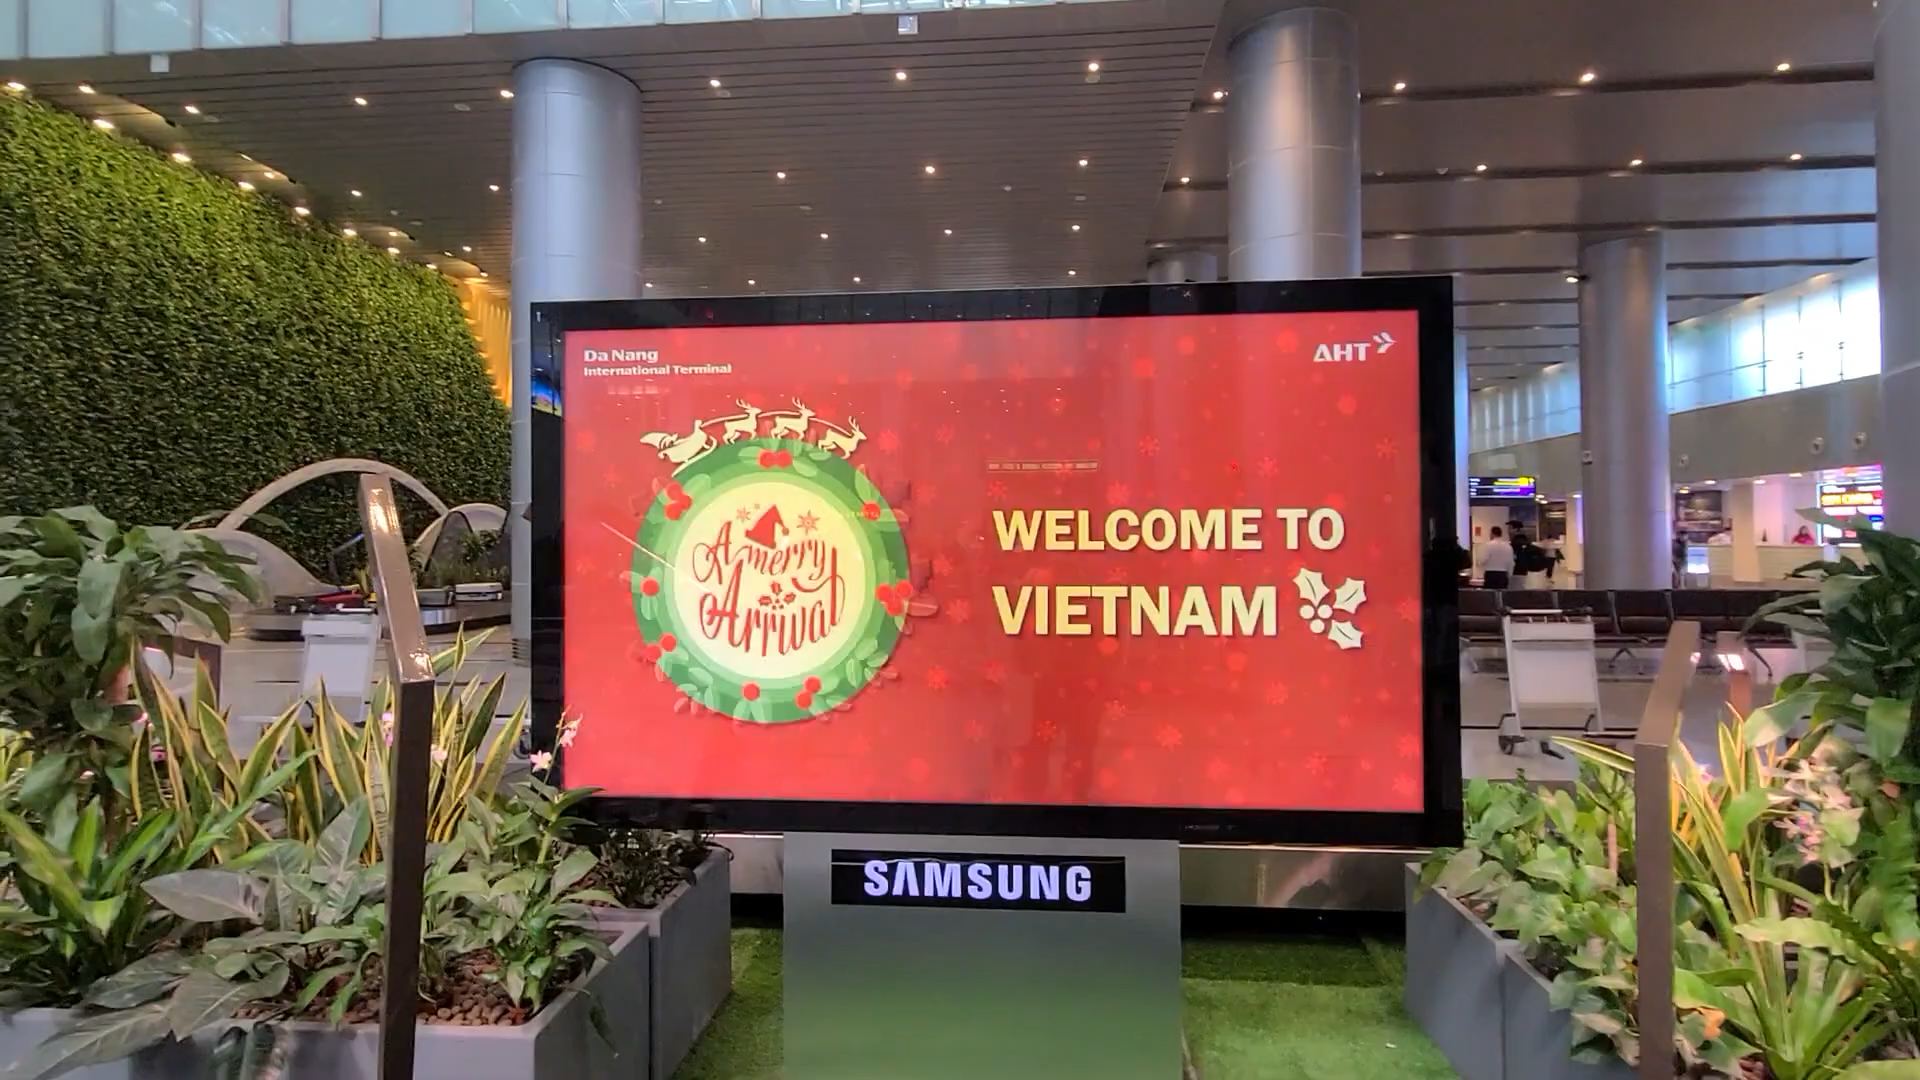 Da Nang
International Terminal
AHT
A merry
Arrival
WELCOME TO
VIETNAM
SAMSUNG